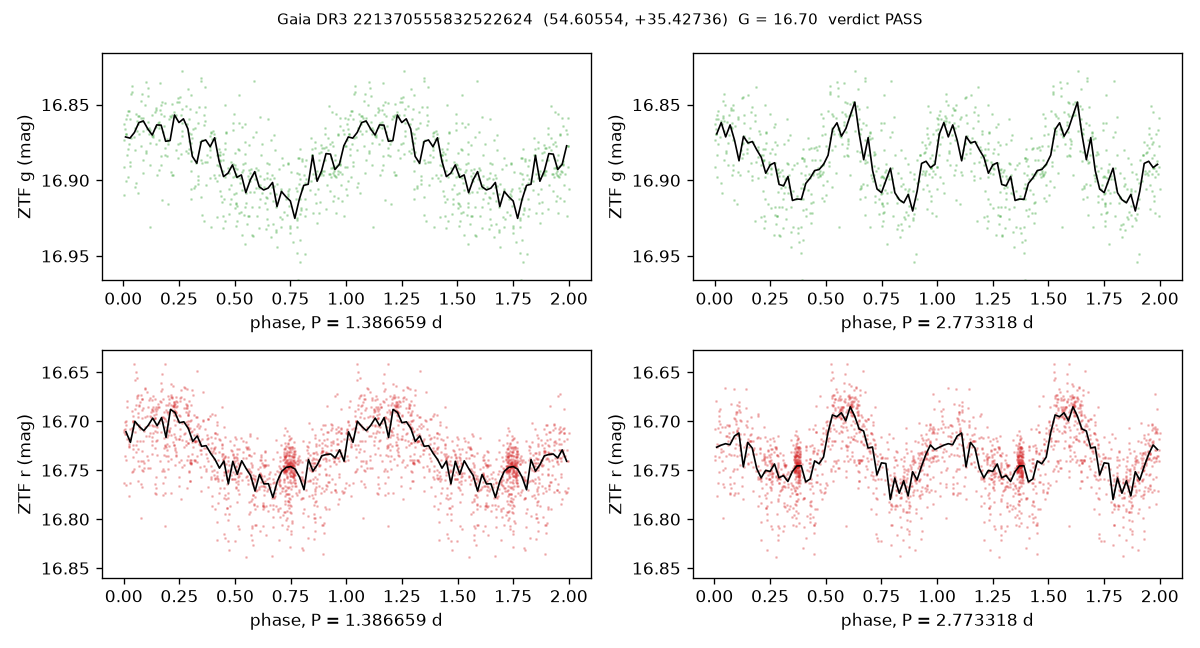 Gaia DR3 221370555832522624 (54.60554, +35.42736) G = 16.70 verdict PASS
ZTF g (mag)
16.85
16.90
16.95
0.00 0.25 0.50 0.75 1.00 1.25 1.50 1.75 2.00
phase, P = 1.386659 d
ZTF g (mag)
16.85
16.90
16.95
0.00 0.25 0.50 0.75 1.00 1.25 1.50 1.75 2.00
phase, P = 2.773318 d
ZTF r (mag)
16.65
16.70
16.75
16.80
16.85
0.00 0.25 0.50 0.75 1.00 1.25 1.50 1.75 2.00
phase, P = 1.386659 d
ZTF r (mag)
16.65
16.70
16.75
16.80
16.85
0.00 0.25 0.50 0.75 1.00 1.25 1.50 1.75 2.00
phase, P = 2.773318 d